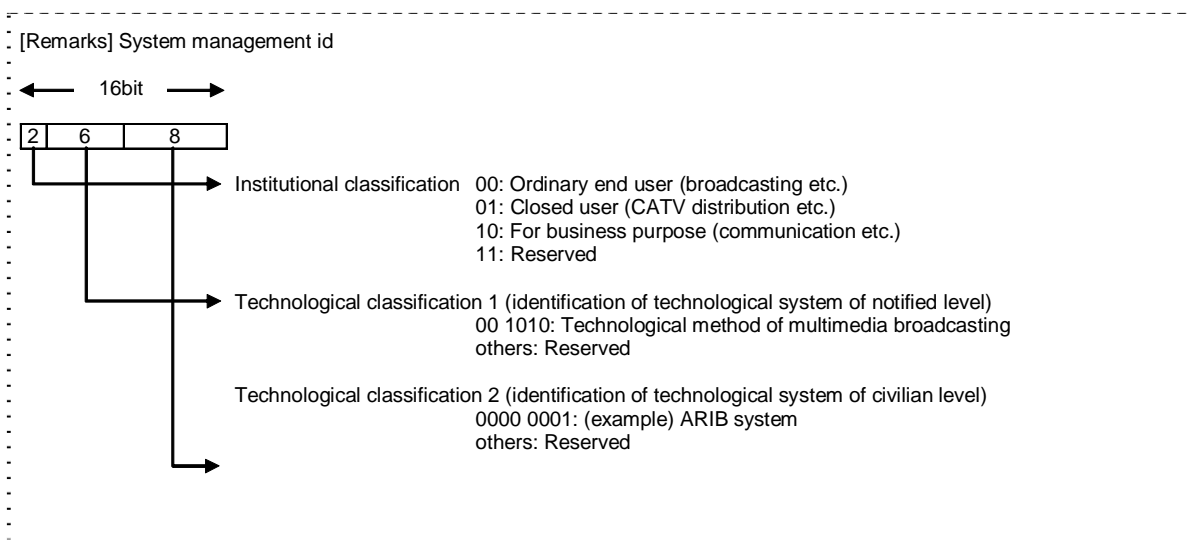 [Remarks] System management id
16bit
2 6 8
Institutional classification 00: Ordinary end user (broadcasting etc.)
01: Closed user (CATV distribution etc.)
10: For business purpose (communication etc.)
11: Reserved
Technological classification 1 (identification of technological system of notified level)
00 1010: Technological method of multimedia broadcasting
others: Reserved
Technological classification 2 (identification of technological system of civilian level)
0000 0001: (example) ARIB system
others: Reserved